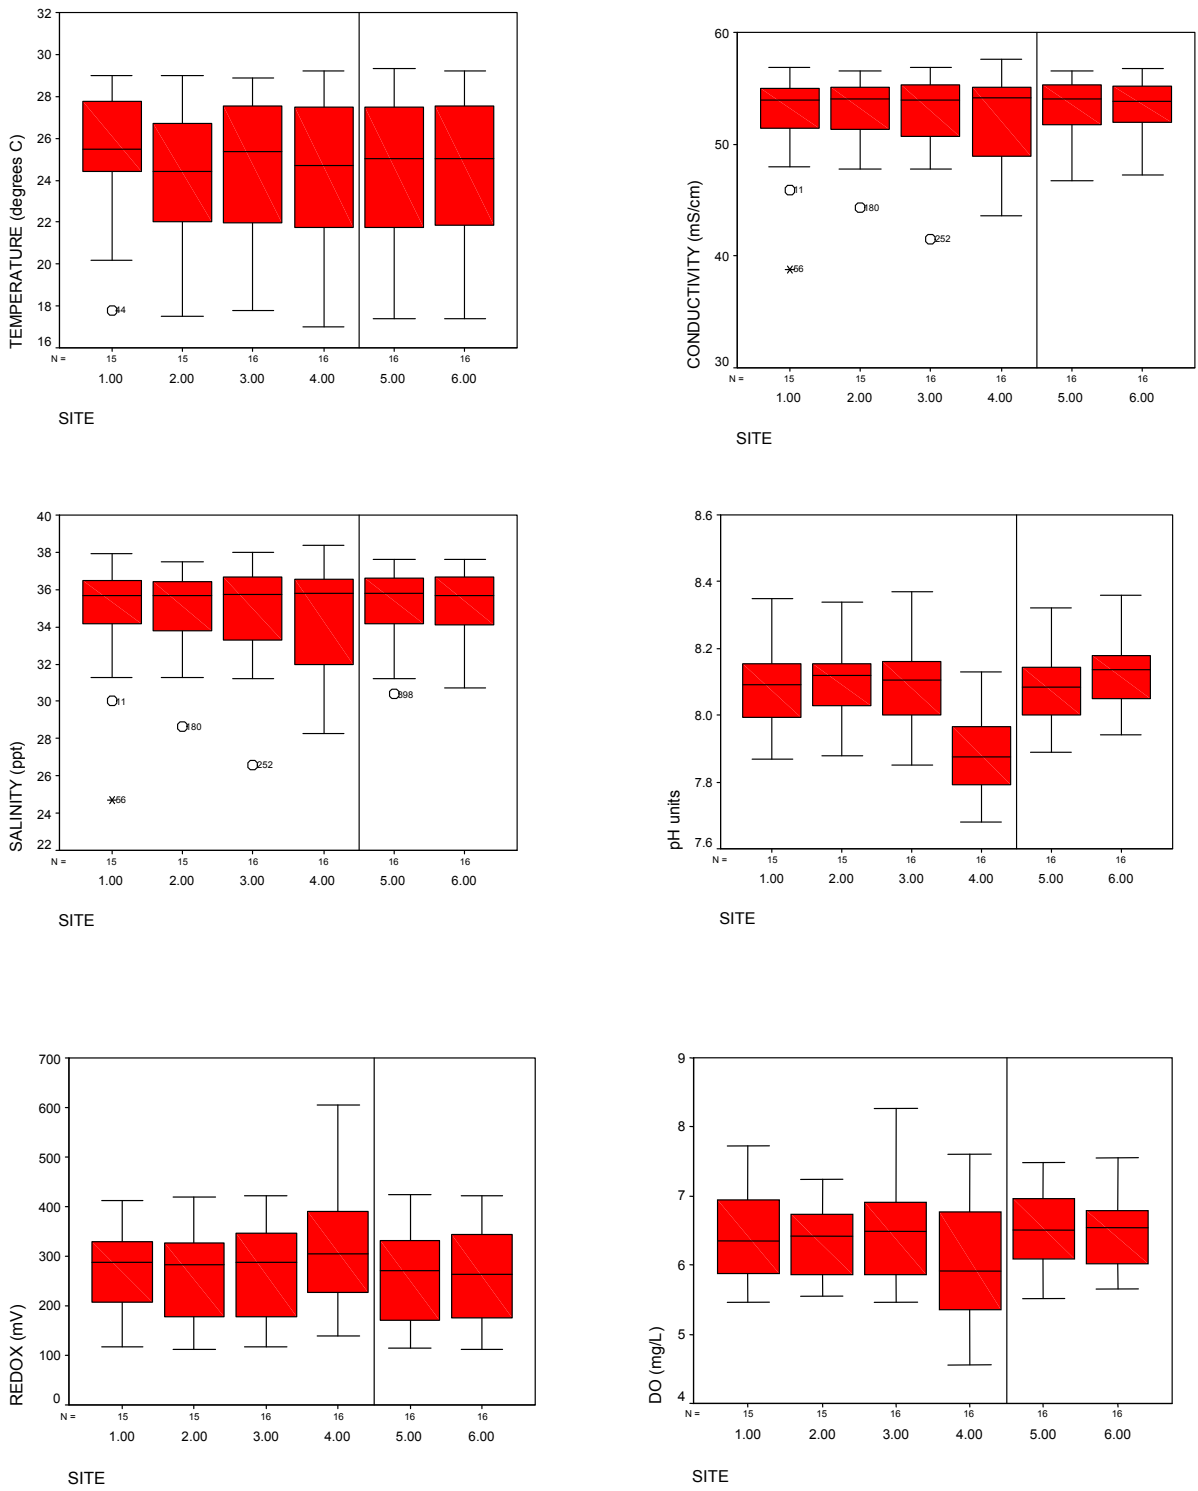 TEMPERATURE (degrees C)
32
30
28
26
24
22
20
18
16
44
N = 15 15 16 16 16 16
1.00 2.00 3.00 4.00 5.00 6.00
SITE
CONDUCTIVITY (mS/cm)
60
50
40
30
11
180
252
56
N = 15 15 16 16 16 16
1.00 2.00 3.00 4.00 5.00 6.00
SITE
SALINITY (ppt)
40
38
36
34
32
30
28
26
24
22
11
180
252
398
56
N = 15 15 16 16 16 16
1.00 2.00 3.00 4.00 5.00 6.00
SITE
pH units
8.6
8.4
8.2
8.0
7.8
7.6
N = 15 15 16 16 16 16
1.00 2.00 3.00 4.00 5.00 6.00
SITE
REDOX (mV)
700
600
500
400
300
200
100
0
N = 15 15 16 16 16 16
1.00 2.00 3.00 4.00 5.00 6.00
SITE
DO (mg/L)
9
8
7
6
5
4
N = 15 15 16 16 16 16
1.00 2.00 3.00 4.00 5.00 6.00
SITE